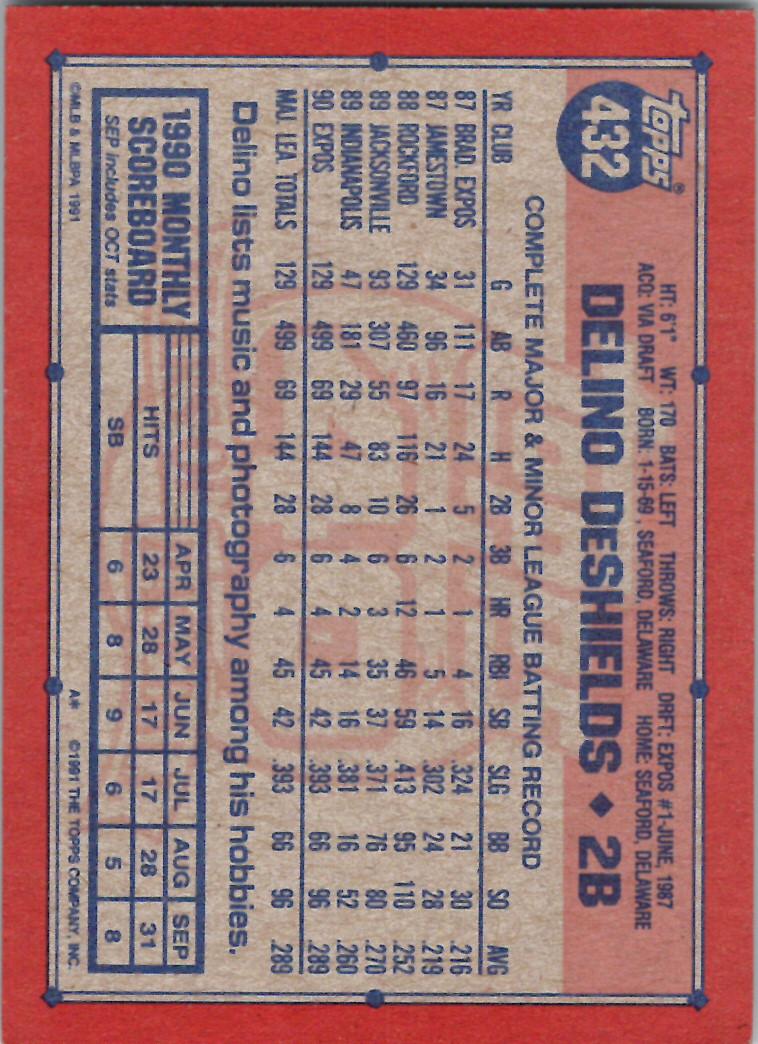 topps®
432
HT: 6'1" WT: 170 BATS: LEFT THROWS: RIGHT DRFT: EXPOS #1-JUNE, 1987
ACQ: VIA DRAFT BORN: 1-15-69, SEAFORD, DELAWARE HOME: SEAFORD, DELAWARE
DELINO DESHIELDS ◆ 2B
COMPLETE MAJOR & MINOR LEAGUE BATTING RECORD
YR CLUB G AB R H 2B 3B HR RBI SB SLG BB SO AVG
87 BRAD. EXPOS 31 111 17 24 5 2 1 4 16 .324 21 30 .216
87 JAMESTOWN 34 96 16 21 1 2 1 5 14 .302 24 28 .219
88 ROCKFORD 129 460 97 116 26 6 12 46 59 .413 95 110 .252
89 JACKSONVILLE 93 307 55 83 10 6 3 35 37 .371 76 80 .270
89 INDIANAPOLIS 47 181 29 47 8 4 2 14 16 .381 16 52 .260
90 EXPOS 129 499 69 144 28 6 4 45 42 .393 66 96 .289
MAJ. LEA. TOTALS 129 499 69 144 28 6 4 45 42 .393 66 96 .289
Delino lists music and photography among his hobbies.
1990 MONTHLY
SCOREBOARD
SEP includes OCT stats
APR MAY JUN JUL AUG SEP
HITS 23 28 17 17 28 31
SB 6 8 9 6 5 8
©MLB & MLBPA 1991 A* ©1991 THE TOPPS COMPANY, INC.